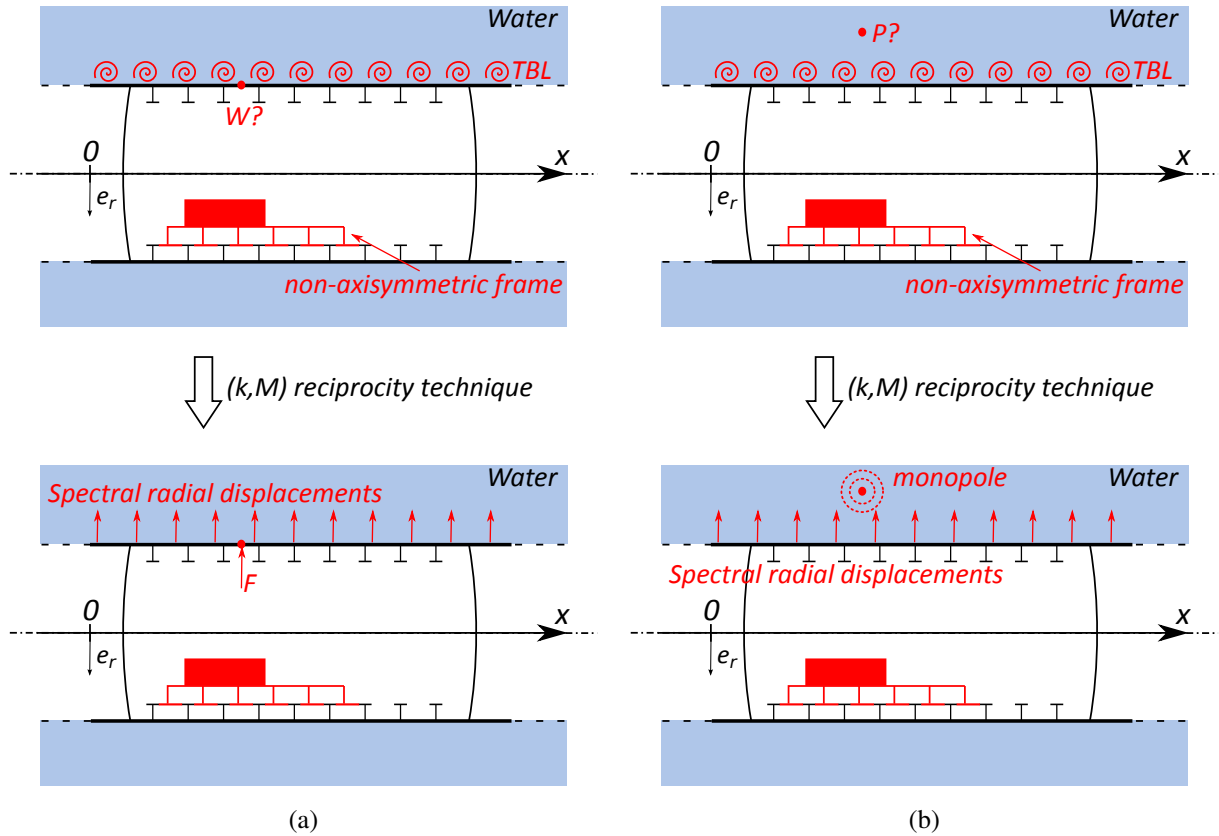 Water
TBL
W?
0
x
e_r
non-axisymmetric frame
(k,M) reciprocity technique
Water
Spectral radial displacements
F
0
x
e_r
(a)
Water
P?
TBL
0
x
e_r
non-axisymmetric frame
(k,M) reciprocity technique
monopole
Water
Spectral radial displacements
0
x
e_r
(b)